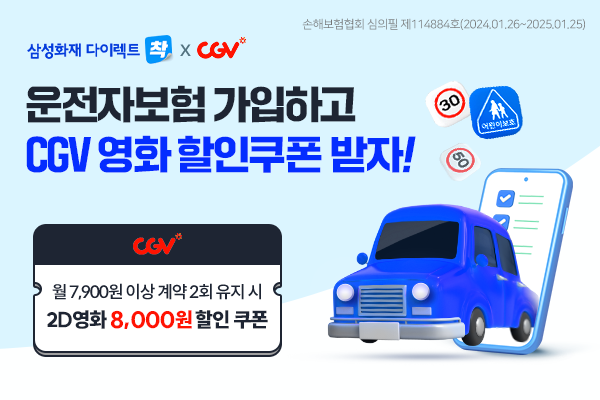 손해보험협회 심의필 제114884호(2024.01.26~2025.01.25)
삼성화재 다이렉트 착 X CGV
운전자보험 가입하고
CGV 영화 할인쿠폰 받자!
30
어린이보호
50
CGV
월 7,900원 이상 계약 2회 유지 시
2D영화 8,000원 할인 쿠폰